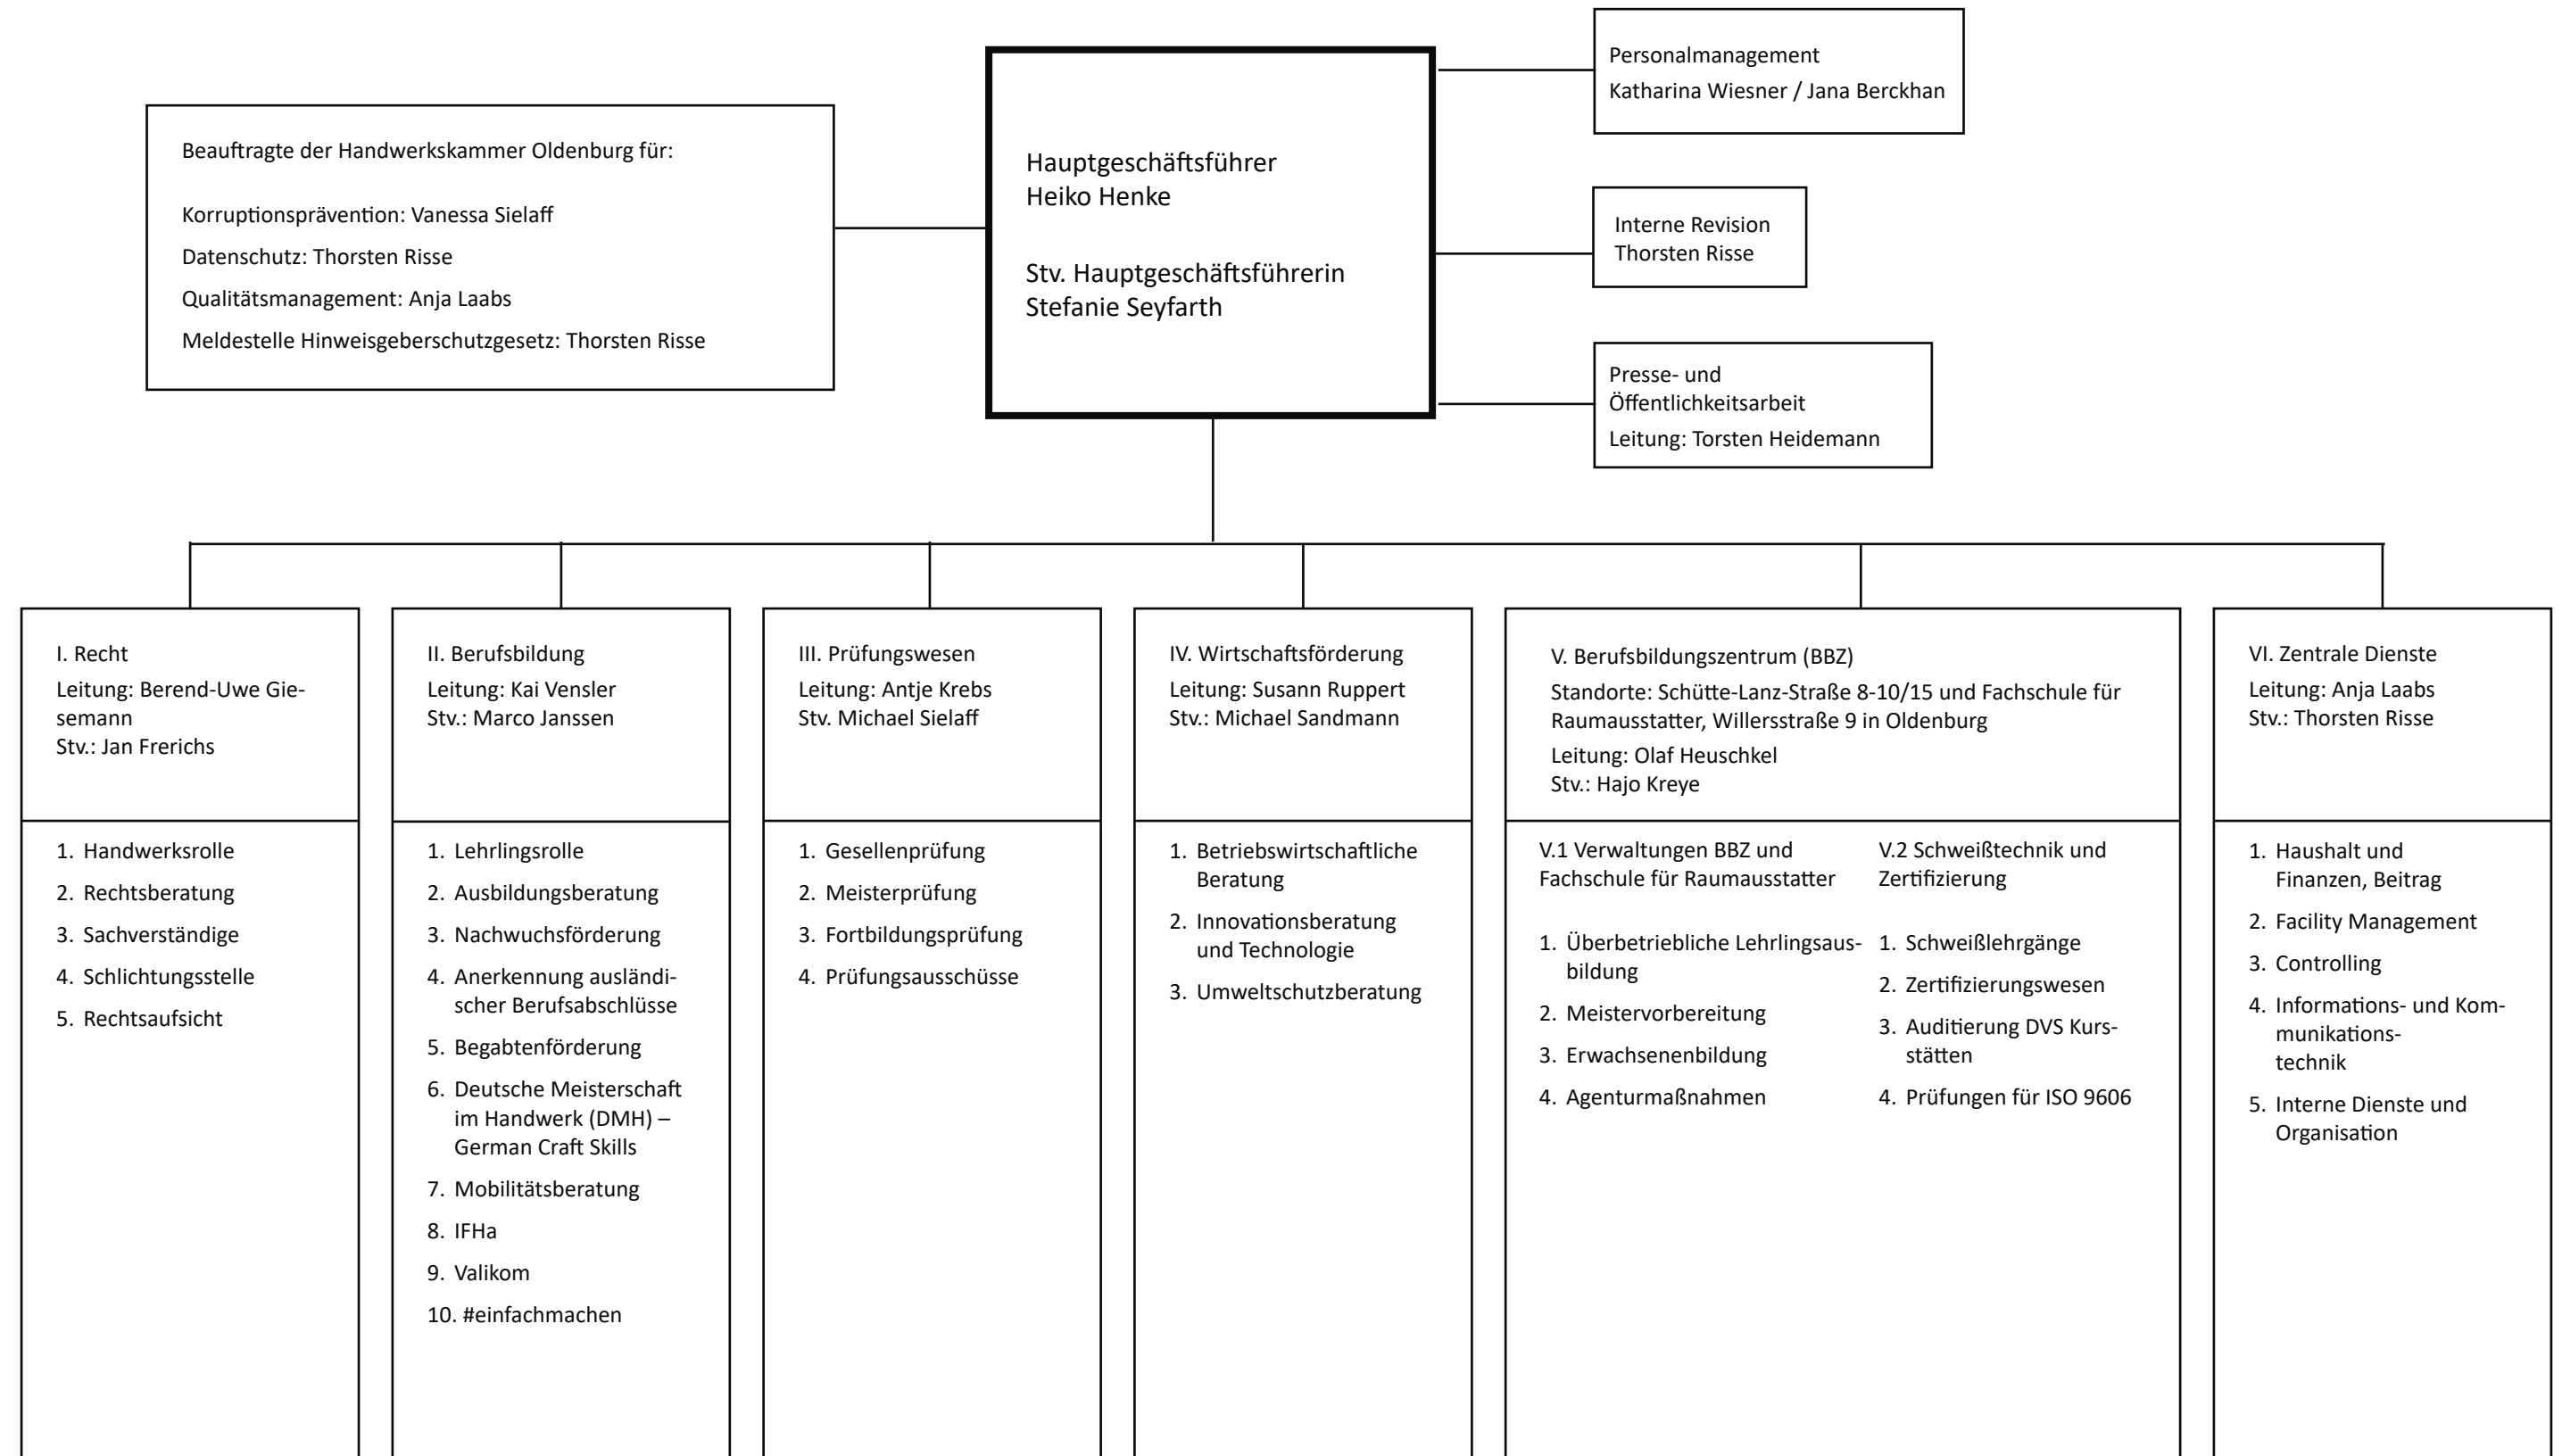 Personalmanagement
Katharina Wiesner / Jana Berckhan
Beauftragte der Handwerkskammer Oldenburg für:
Korruptionsprävention: Vanessa Sielaff
Datenschutz: Thorsten Risse
Qualitätsmanagement: Anja Laabs
Meldestelle Hinweisgeberschutzgesetz: Thorsten Risse
Hauptgeschäftsführer
Heiko Henke
Stv. Hauptgeschäftsführerin
Stefanie Seyfarth
Interne Revision
Thorsten Risse
Presse- und
Öffentlichkeitsarbeit
Leitung: Torsten Heidemann
I. Recht
Leitung: Berend-Uwe Gie-
semann
Stv.: Jan Frerichs
1. Handwerksrolle
2. Rechtsberatung
3. Sachverständige
4. Schlichtungsstelle
5. Rechtsaufsicht
II. Berufsbildung
Leitung: Kai Vensler
Stv.: Marco Janssen
1. Lehrlingsrolle
2. Ausbildungsberatung
3. Nachwuchsförderung
4. Anerkennung ausländi-
scher Berufsabschlüsse
5. Begabtenförderung
6. Deutsche Meisterschaft
im Handwerk (DMH) –
German Craft Skills
7. Mobilitätsberatung
8. IFHa
9. Valikom
10. #einfachmachen
III. Prüfungswesen
Leitung: Antje Krebs
Stv. Michael Sielaff
1. Gesellenprüfung
2. Meisterprüfung
3. Fortbildungsprüfung
4. Prüfungsausschüsse
IV. Wirtschaftsförderung
Leitung: Susann Ruppert
Stv.: Michael Sandmann
1. Betriebswirtschaftliche
Beratung
2. Innovationsberatung
und Technologie
3. Umweltschutzberatung
V. Berufsbildungszentrum (BBZ)
Standorte: Schütte-Lanz-Straße 8-10/15 und Fachschule für
Raumausstatter, Willersstraße 9 in Oldenburg
Leitung: Olaf Heuschkel
Stv.: Hajo Kreye
V.1 Verwaltungen BBZ und
Fachschule für Raumausstatter
1. Überbetriebliche Lehrlingsaus-
bildung
2. Meistervorbereitung
3. Erwachsenenbildung
4. Agenturmaßnahmen
V.2 Schweißtechnik und
Zertifizierung
1. Schweißlehrgänge
2. Zertifizierungswesen
3. Auditierung DVS Kurs-
stätten
4. Prüfungen für ISO 9606
VI. Zentrale Dienste
Leitung: Anja Laabs
Stv.: Thorsten Risse
1. Haushalt und
Finanzen, Beitrag
2. Facility Management
3. Controlling
4. Informations- und Kom-
munikations-
technik
5. Interne Dienste und
Organisation